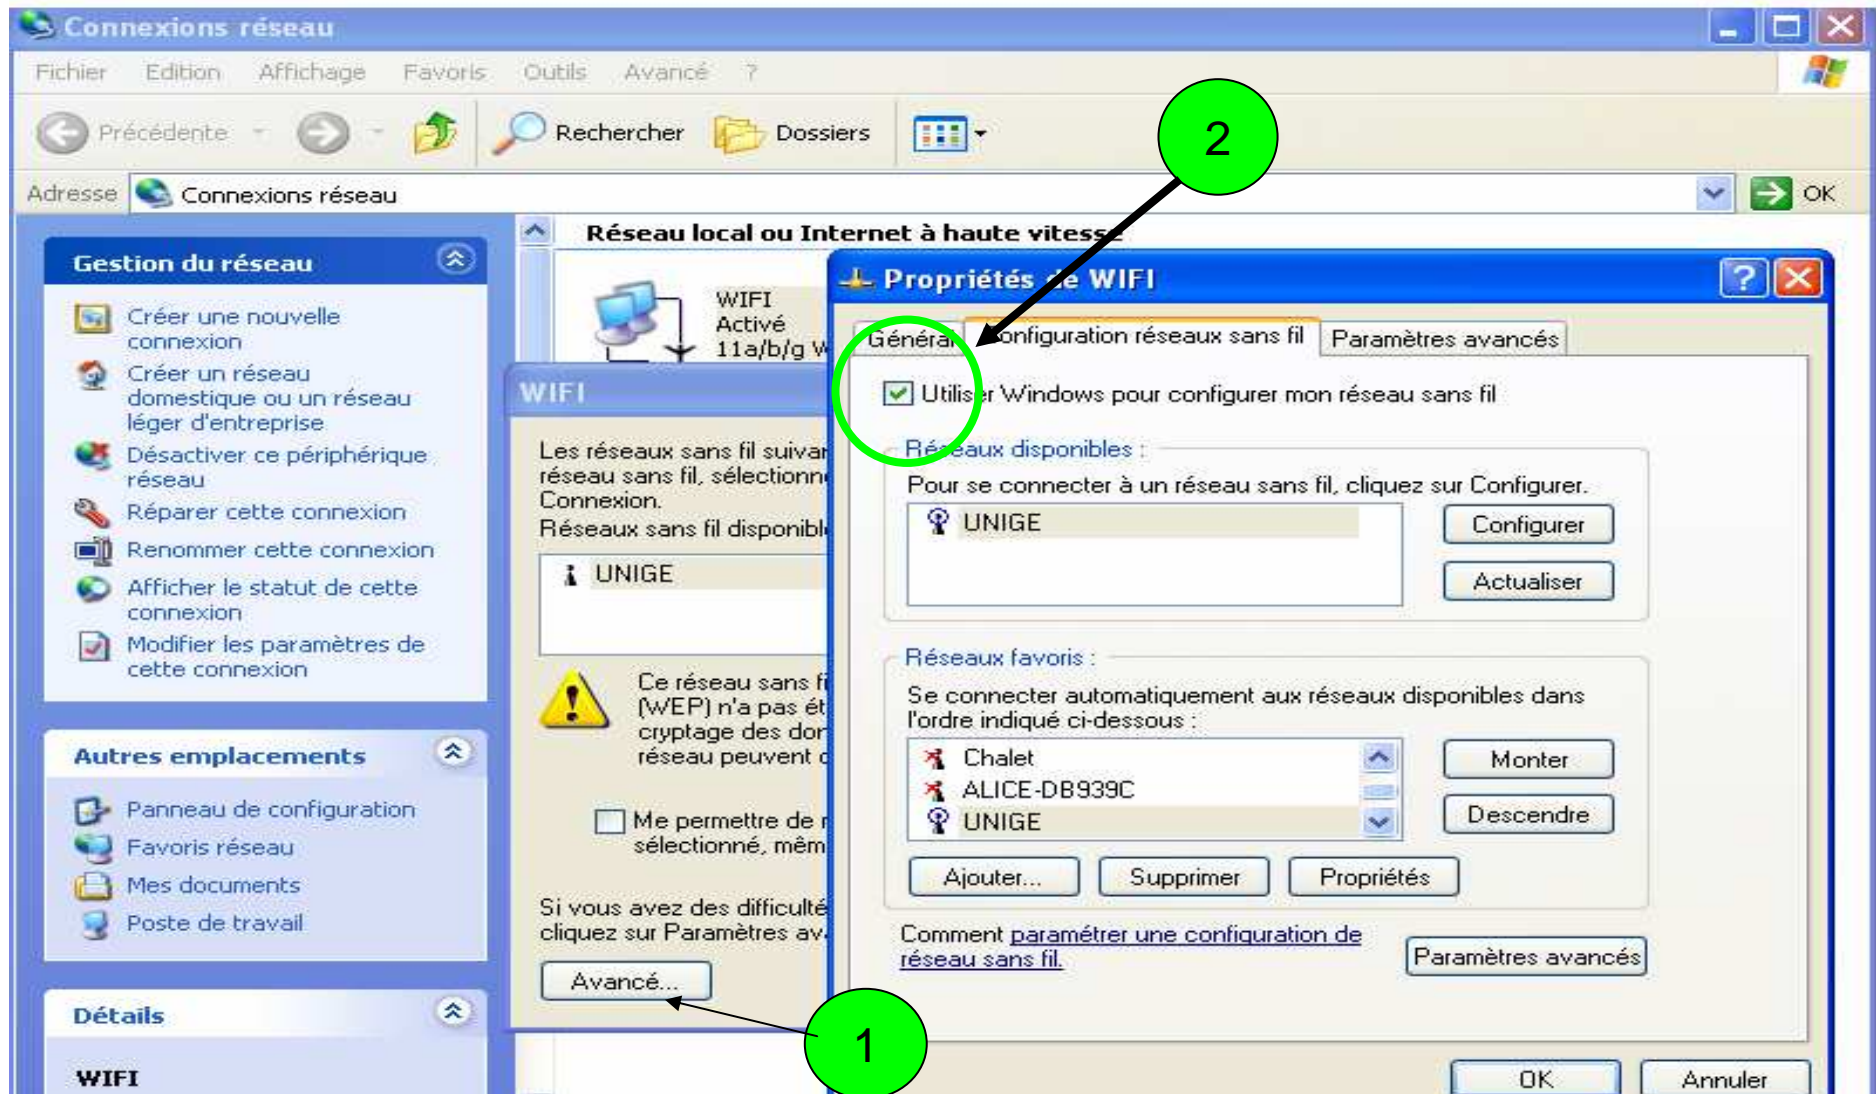 Connexions réseau
Fichier Edition Affichage Favoris Outils Avancé ?
Précédente Rechercher Dossiers
2
Adresse Connexions réseau OK
Gestion du réseau
Créer une nouvelle
connexion
Créer un réseau
domestique ou un réseau
léger d'entreprise
Désactiver ce périphérique
réseau
Réparer cette connexion
Renommer cette connexion
Afficher le statut de cette
connexion
Modifier les paramètres de
cette connexion
Autres emplacements
Panneau de configuration
Favoris réseau
Mes documents
Poste de travail
Détails
WIFI
Réseau local ou Internet à haute vitesse
WIFI
Activé
11a/b/g
WIFI
Les réseaux sans fil
réseau sans fil,
Connexion.
Réseaux sans fil
UNIGE
Ce réseau sans
(WEP) n'a pas
cryptage des
réseau peuvent
Me permettre de
sélectionné,
Si vous avez des
cliquez sur Paramètres
Avancé...
1
Propriétés de WIFI
Général Configuration réseaux sans fil Paramètres avancés
Utiliser Windows pour configurer mon réseau sans fil
Réseaux disponibles :
Pour se connecter à un réseau sans fil, cliquez sur Configurer.
UNIGE
Configurer
Actualiser
Réseaux favoris :
Se connecter automatiquement aux réseaux disponibles dans
l'ordre indiqué ci-dessous :
Chalet
ALICE-DB939C
UNIGE
Monter
Descendre
Ajouter... Supprimer Propriétés
Comment paramétrer une configuration de
réseau sans fil.
Paramètres avancés
OK Annuler